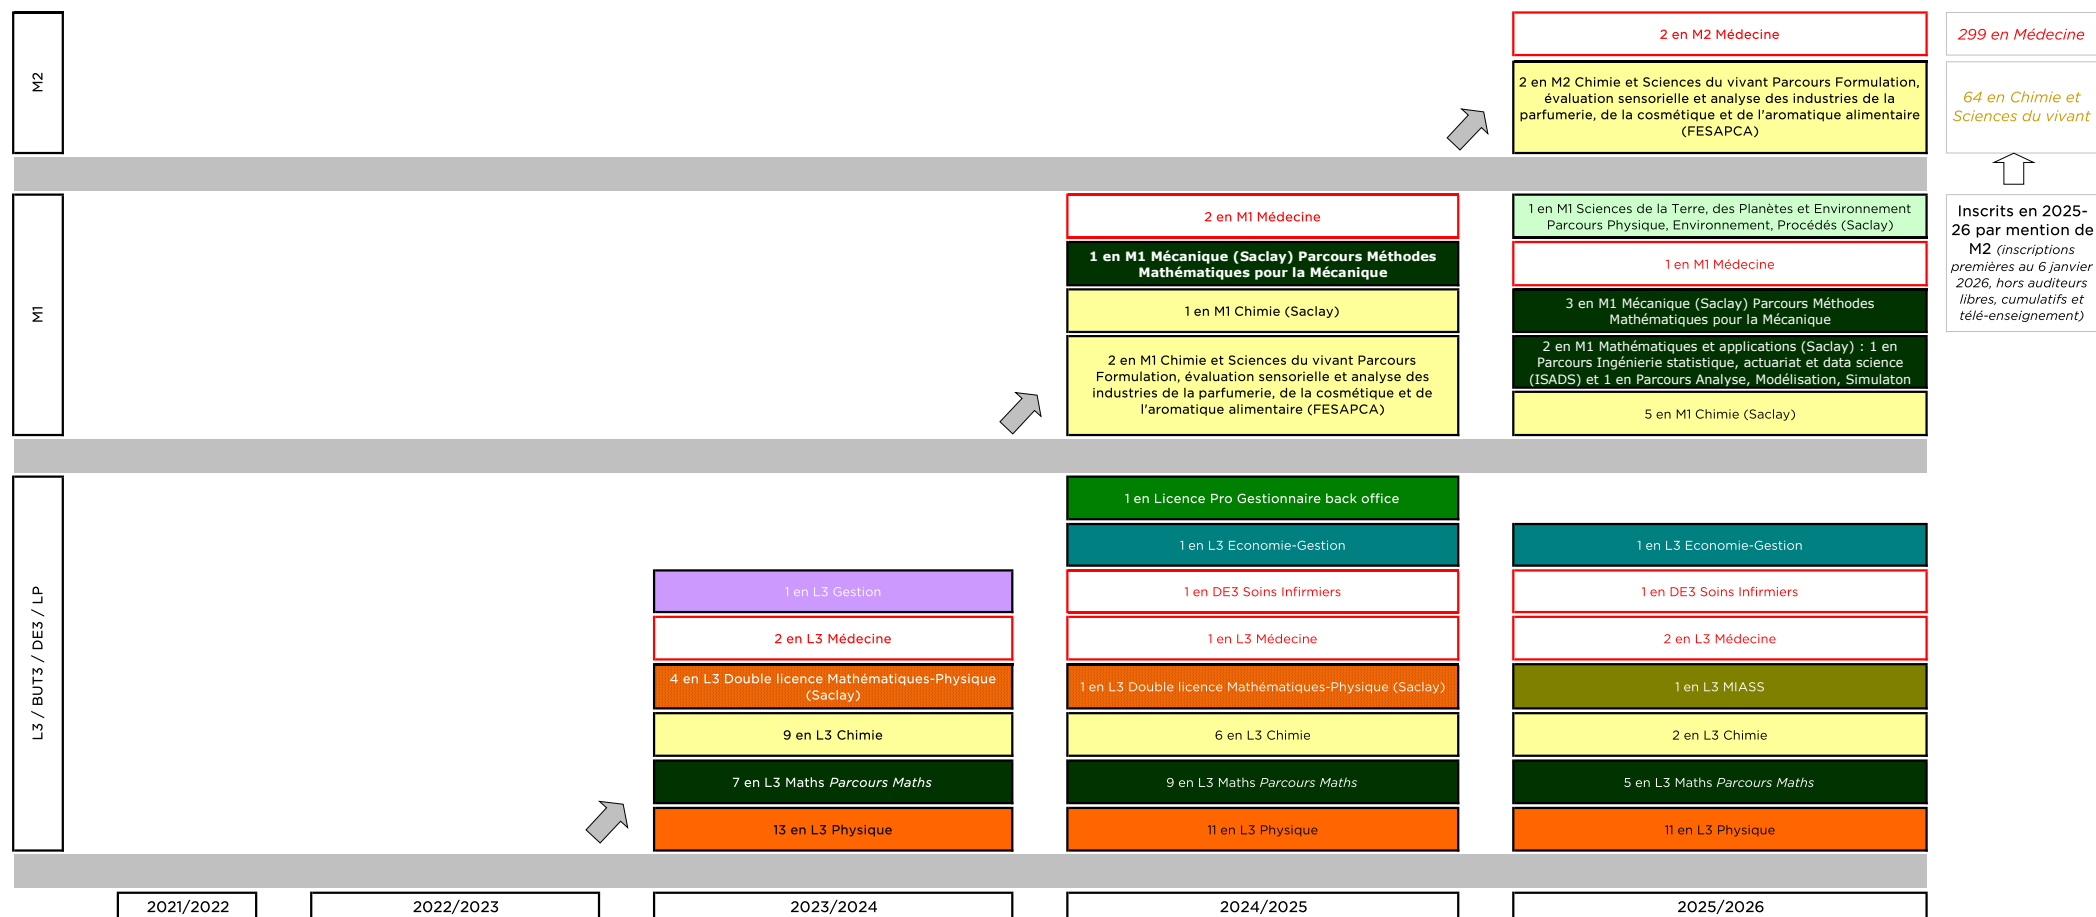 M2
2 en M2 Médecine
299 en Médecine
2 en M2 Chimie et Sciences du vivant Parcours Formulation,
évaluation sensorielle et analyse des industries de la
parfumerie, de la cosmétique et de l'aromatique alimentaire
(FESAPCA)
64 en Chimie et
Sciences du vivant
M1
2 en M1 Médecine
1 en M1 Mécanique (Saclay) Parcours Méthodes
Mathématiques pour la Mécanique
1 en M1 Chimie (Saclay)
2 en M1 Chimie et Sciences du vivant Parcours
Formulation, évaluation sensorielle et analyse des
industries de la parfumerie, de la cosmétique et de
l'aromatique alimentaire (FESAPCA)
1 en M1 Sciences de la Terre, des Planètes et Environnement
Parcours Physique, Environnement, Procédés (Saclay)
1 en M1 Médecine
3 en M1 Mécanique (Saclay) Parcours Méthodes
Mathématiques pour la Mécanique
2 en M1 Mathématiques et applications (Saclay) : 1 en
Parcours Ingénierie statistique, actuariat et data science
(ISADS) et 1 en Parcours Analyse, Modélisation, Simulaton
5 en M1 Chimie (Saclay)
Inscrits en 2025-
26 par mention de
M2 (inscriptions
premières au 6 janvier
2026, hors auditeurs
libres, cumulatifs et
télé-enseignement)
L3 / BUT3 / DE3 / LP
1 en L3 Gestion
2 en L3 Médecine
4 en L3 Double licence Mathématiques-Physique
(Saclay)
9 en L3 Chimie
7 en L3 Maths Parcours Maths
13 en L3 Physique
1 en Licence Pro Gestionnaire back office
1 en L3 Economie-Gestion
1 en DE3 Soins Infirmiers
1 en L3 Médecine
1 en L3 Double licence Mathématiques-Physique (Saclay)
6 en L3 Chimie
9 en L3 Maths Parcours Maths
11 en L3 Physique
1 en L3 Economie-Gestion
1 en DE3 Soins Infirmiers
2 en L3 Médecine
1 en L3 MIASS
2 en L3 Chimie
5 en L3 Maths Parcours Maths
11 en L3 Physique
2021/2022
2022/2023
2023/2024
2024/2025
2025/2026